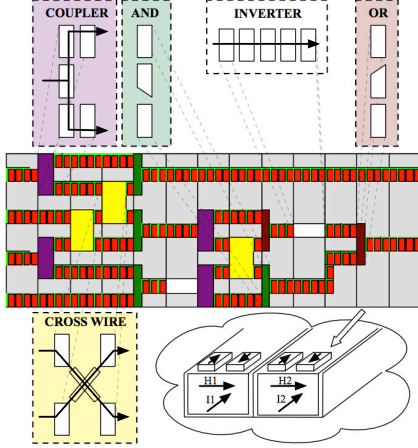 COUPLER AND INVERTER OR
CROSS WIRE
H1 H2
I1 I2